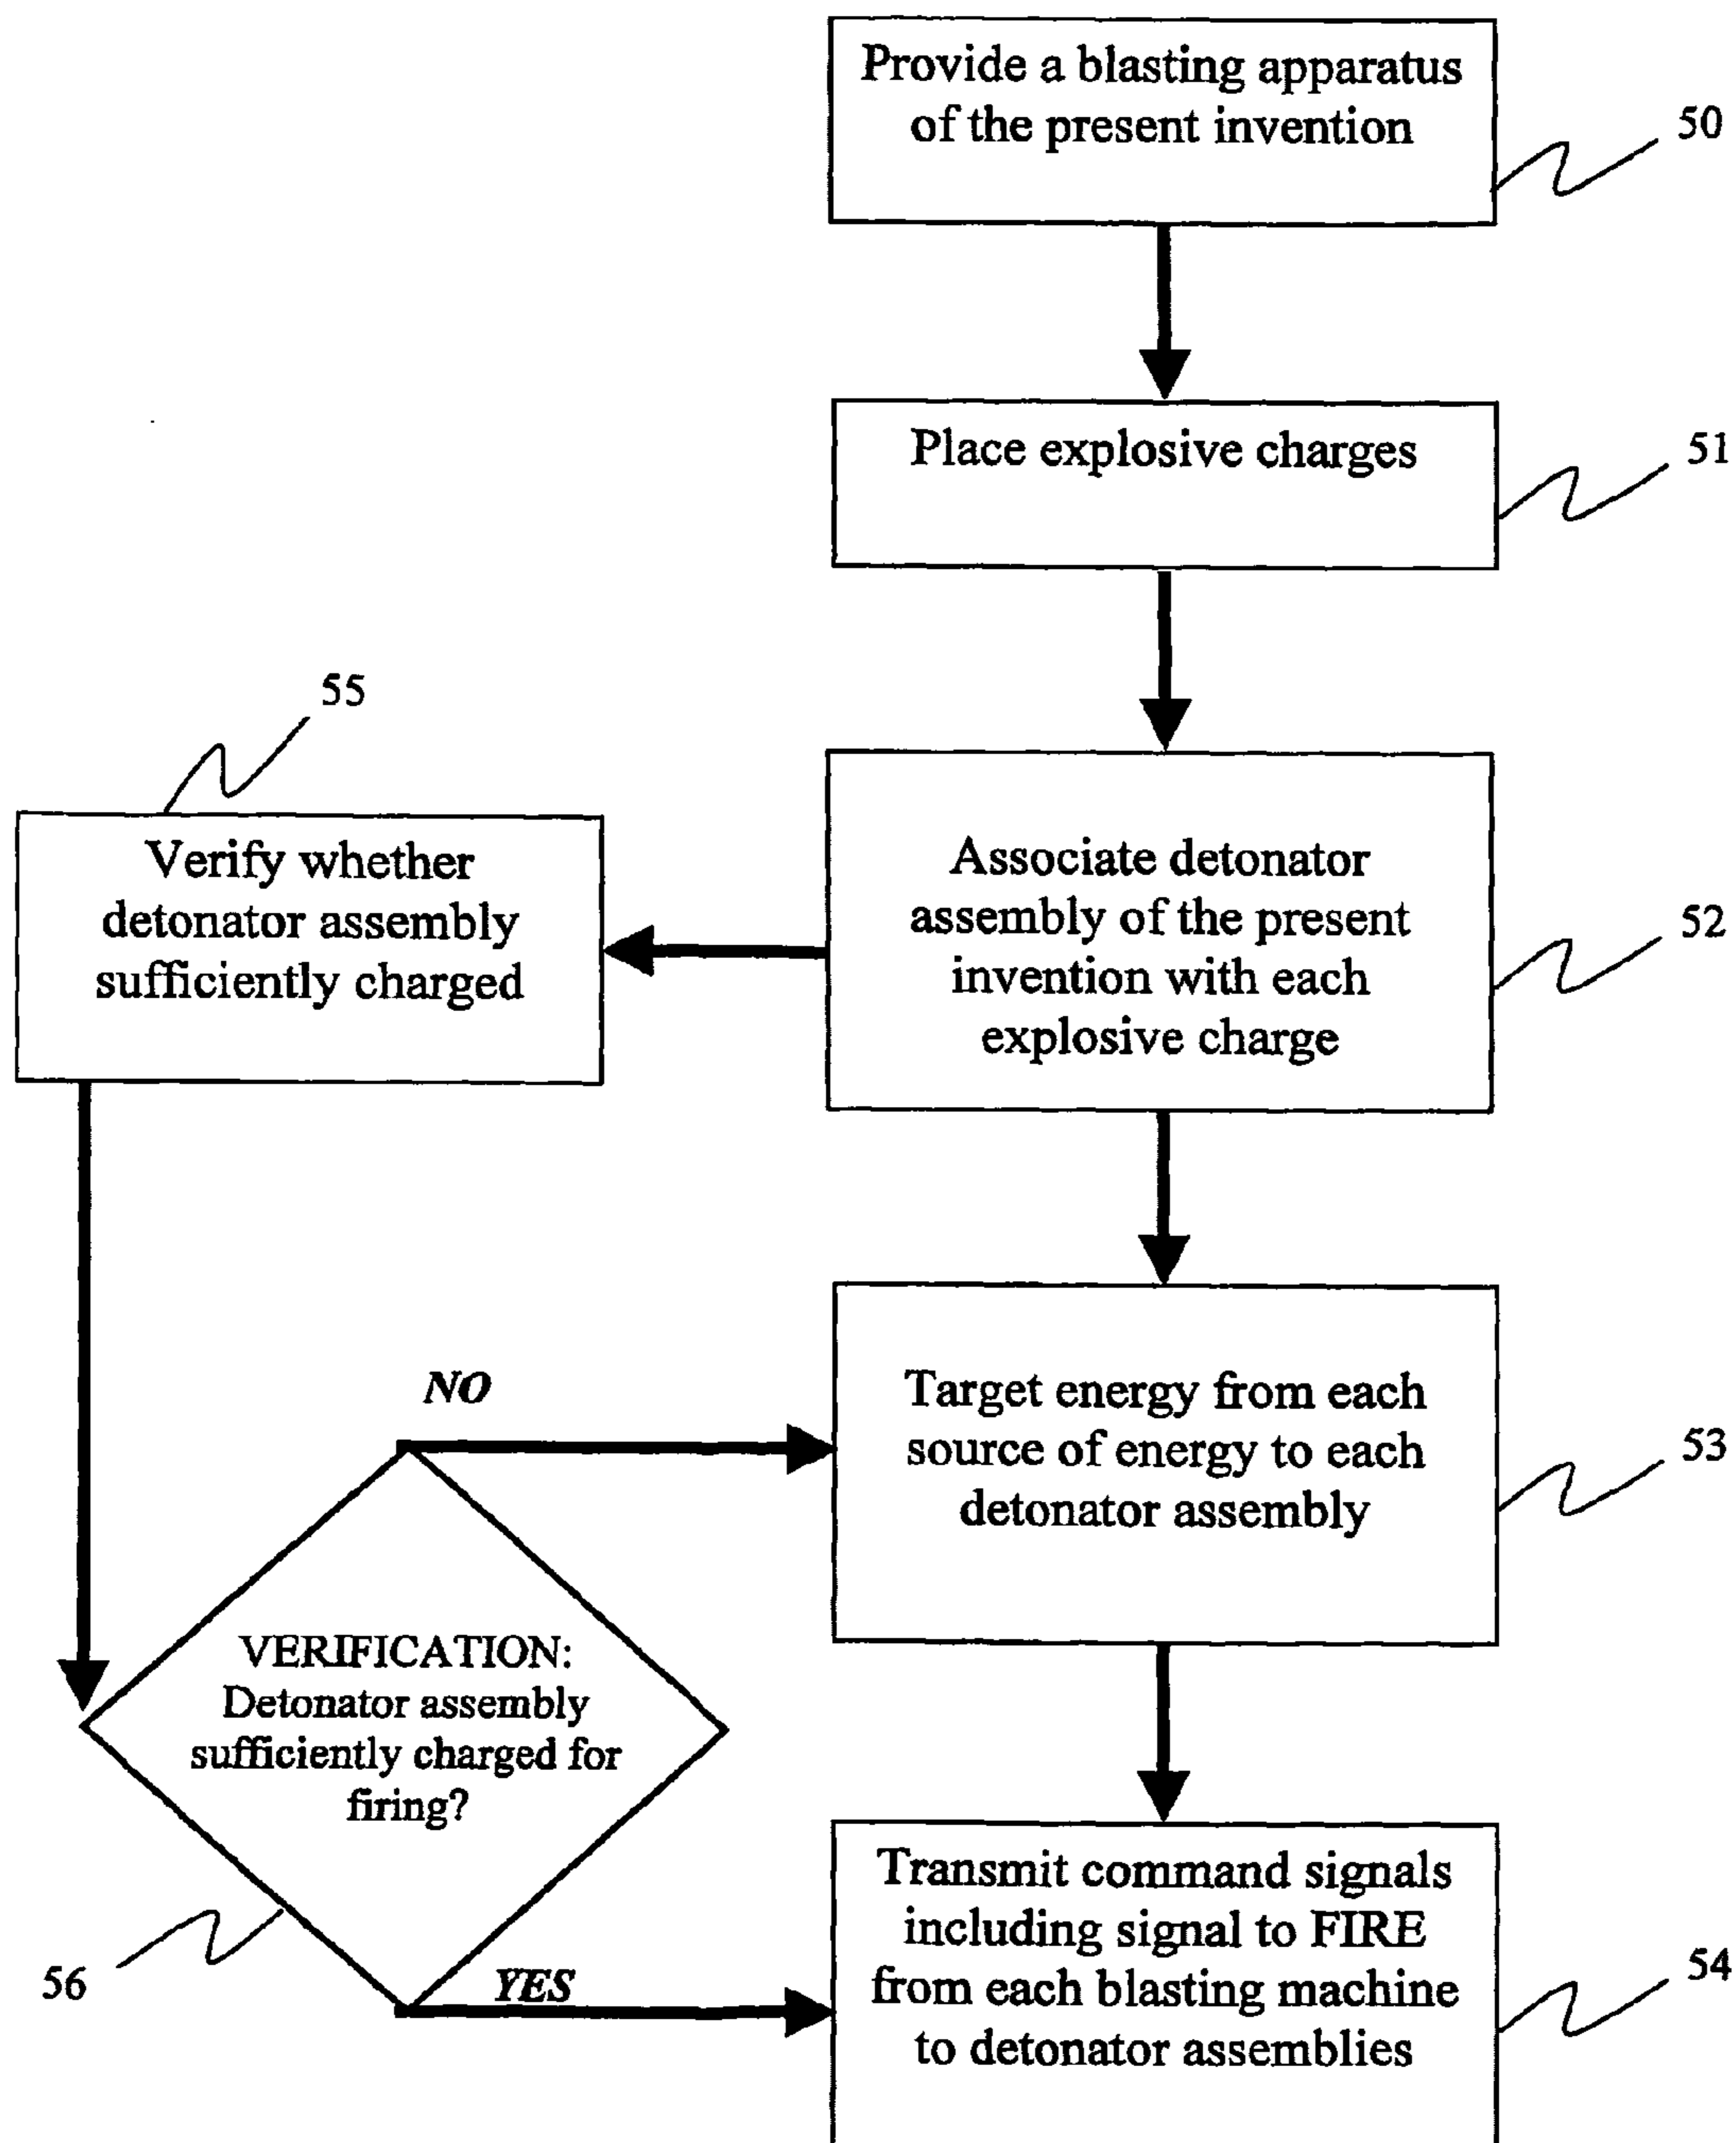 Provide a blasting apparatus
of the present invention
50
Place explosive charges
51
55
Verify whether
detonator assembly
sufficiently charged
Associate detonator
assembly of the present
invention with each
explosive charge
52
NO
Target energy from each
source of energy to each
detonator assembly
53
VERIFICATION:
Detonator assembly
sufficiently charged for
firing?
56
YES
Transmit command signals
including signal to FIRE
from each blasting machine
to detonator assemblies
54